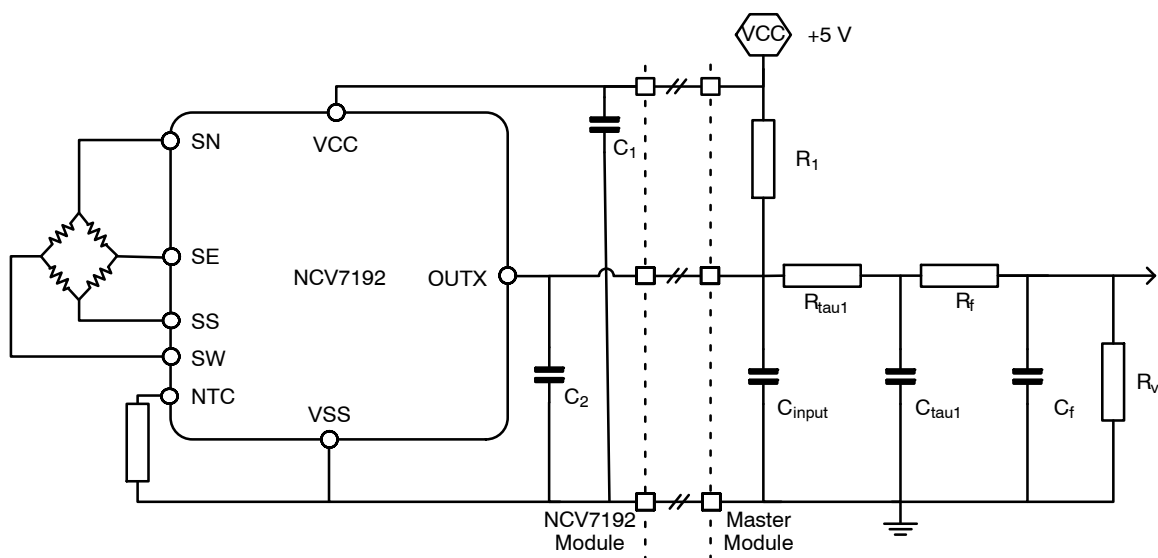 VCC +5 V
SN
VCC
C1
R1
SE
NCV7192
OUTX
SS
Rtau1
Rf
SW
NTC
C2
Cinput
Ctau1
Cf
Rv
VSS
NCV7192
Module
Master
Module